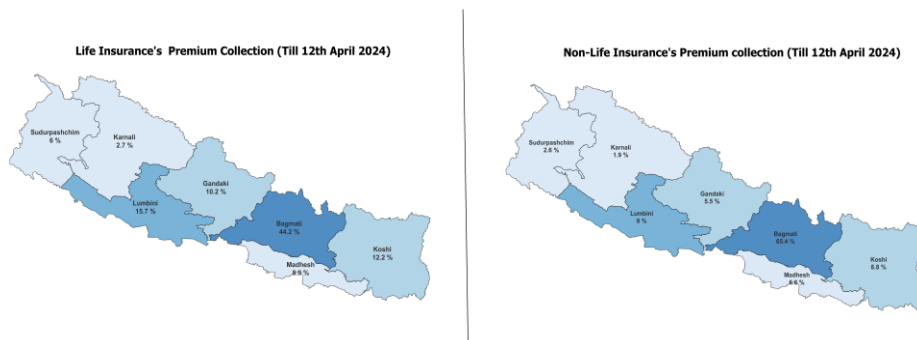 Life Insurance's Premium Collection (Till 12th April 2024)
Sudurpashchim
6 %
Karnali
2.7 %
Gandaki
10.2 %
Lumbini
15.7 %
Bagmati
44.2 %
Koshi
12.2 %
Madhesh
8.9 %
Non-Life Insurance's Premium collection (Till 12th April 2024)
Sudurpashchim
2.8 %
Karnali
1.9 %
Gandaki
5.5 %
Lumbini
9 %
Bagmati
65.4 %
Koshi
8.8 %
Madhesh
6.6 %